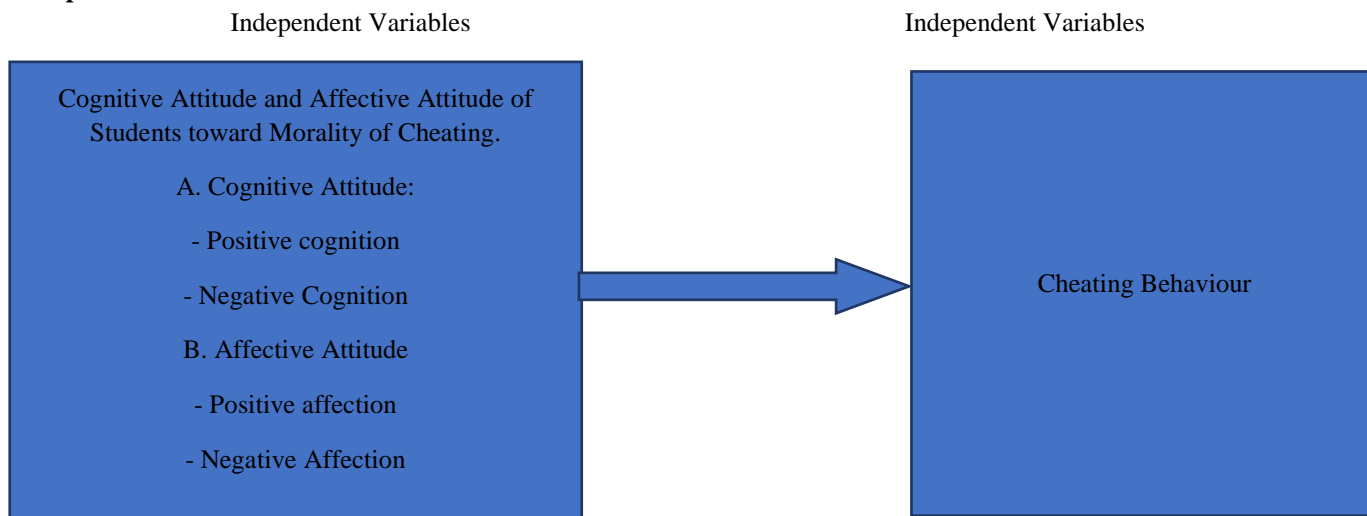 Independent Variables
Independent Variables
Cognitive Attitude and Affective Attitude of
Students toward Morality of Cheating.
A. Cognitive Attitude:
- Positive cognition
- Negative Cognition
B. Affective Attitude
- Positive affection
- Negative Affection
Cheating Behaviour